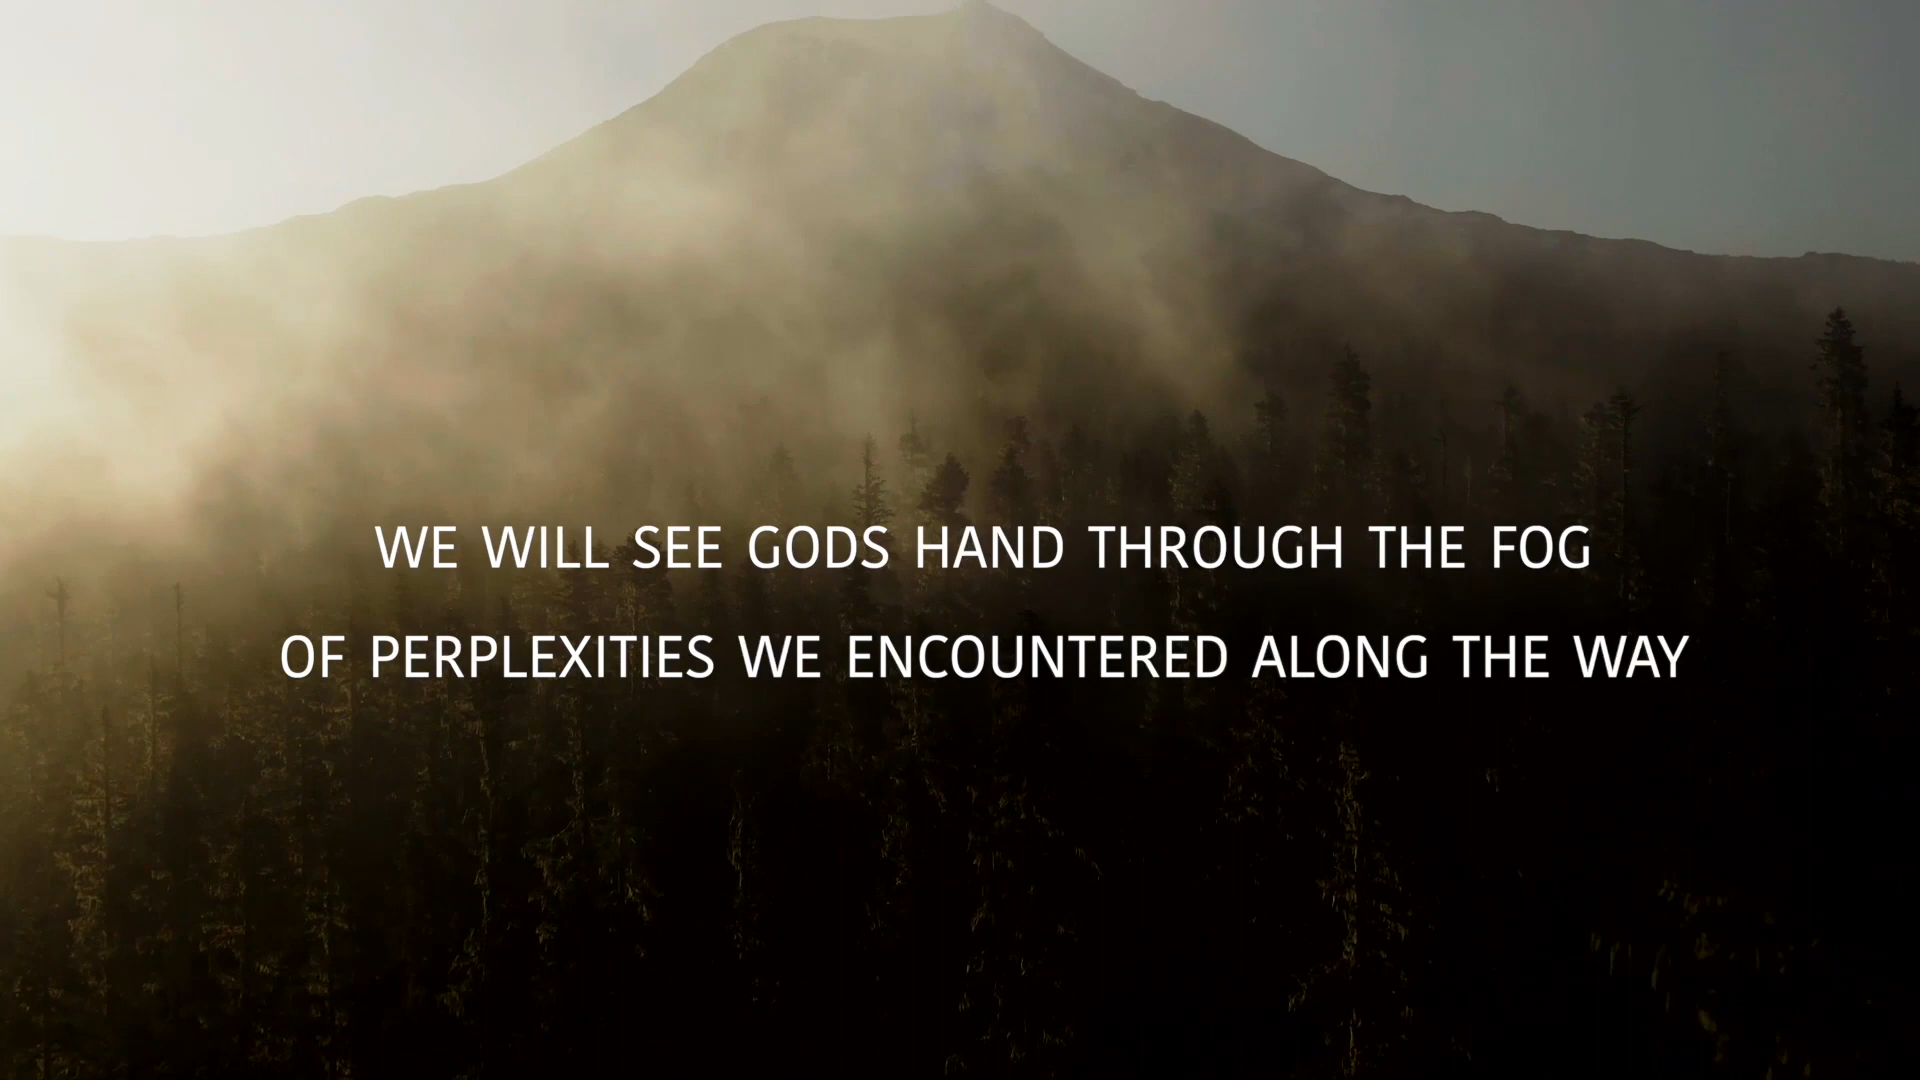 WE WILL SEE GODS HAND THROUGH THE FOG
OF PERPLEXITIES WE ENCOUNTERED ALONG THE WAY